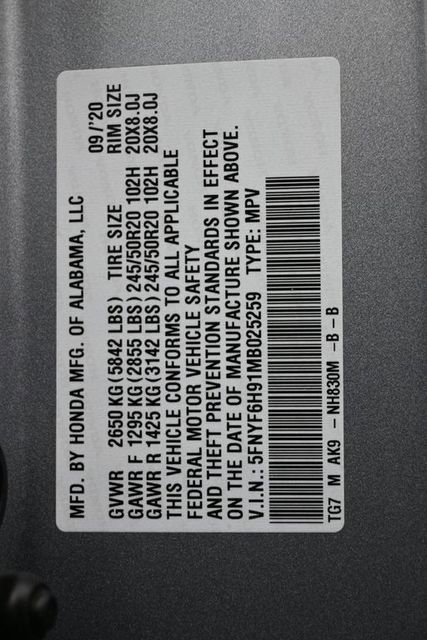 MFD. BY HONDA MFG. OF ALABAMA, LLC 09/'20
GVWR 2650 KG(5842 LBS) TIRE SIZE RIM SIZE
GAWR F 1295 KG(2855 LBS)245/50R20 102H 20X8.0J
GAWR R 1425 KG(3142 LBS)245/50R20 102H 20X8.0J
THIS VEHICLE CONFORMS TO ALL APPLICABLE
FEDERAL MOTOR VEHICLE SAFETY
AND THEFT PREVENTION STANDARDS IN EFFECT
ON THE DATE OF MANUFACTURE SHOWN ABOVE.
V.I.N.: 5FNYF6H91MB025259 TYPE: MPV
TG7 M AK9 - NH830M -B - B